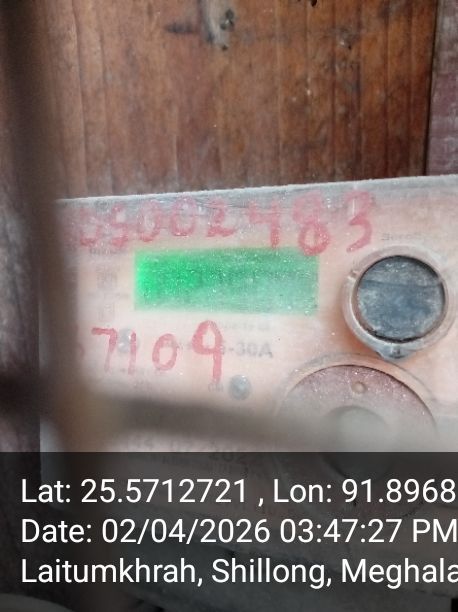 09002483
7109
-30A
Lat: 25.5712721 , Lon: 91.8968
Date: 02/04/2026 03:47:27 PM
Laitumkhrah, Shillong, Meghala